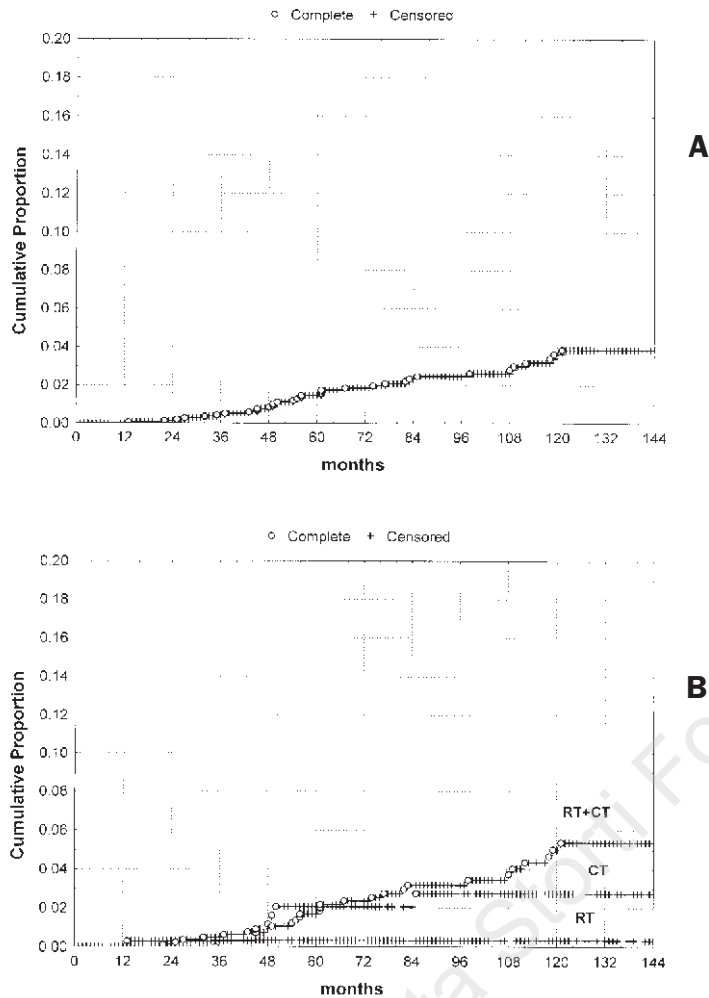 ○ Complete + Censored
0.20
0.18
0.16
0.14
0.12
0.10
0.08
0.06
0.04
0.02
0.00
Cumulative Proportion
0 12 24 36 48 60 72 84 96 108 120 132 144
months
A
○ Complete + Censored
0.20
0.18
0.16
0.14
0.12
0.10
0.08
0.06
0.04
0.02
0.00
Cumulative Proportion
RT+CT
CT
RT
0 12 24 36 48 60 72 84 96 108 120 132 144
months
B
ta Storti Fo